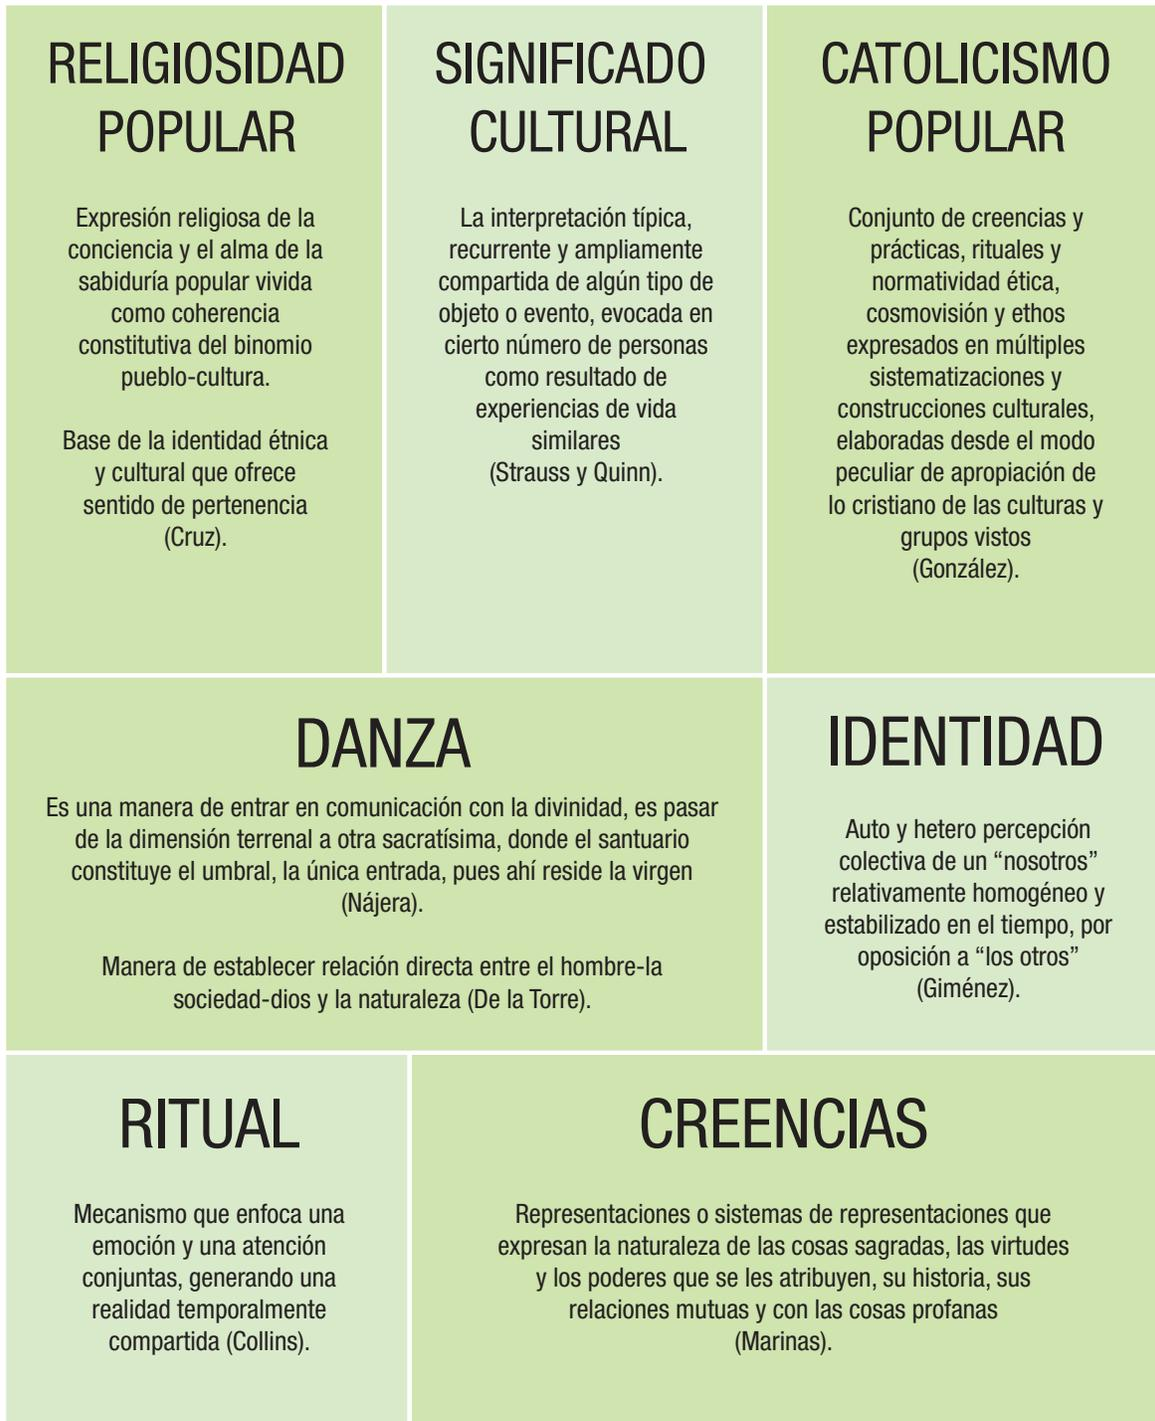 RELIGIOSIDAD
POPULAR
Expresión religiosa de la
conciencia y el alma de la
sabiduría popular vivida
como coherencia
constitutiva del binomio
pueblo-cultura.
Base de la identidad étnica
y cultural que ofrece
sentido de pertenencia
(Cruz).
SIGNIFICADO
CULTURAL
La interpretación típica,
recurrente y ampliamente
compartida de algún tipo de
objeto o evento, evocada en
cierto número de personas
como resultado de
experiencias de vida
similares
(Strauss y Quinn).
CATOLICISMO
POPULAR
Conjunto de creencias y
prácticas, rituales y
normatividad ética,
cosmovisión y ethos
expresados en múltiples
sistematizaciones y
construcciones culturales,
elaboradas desde el modo
peculiar de apropiación de
lo cristiano de las culturas y
grupos vistos
(González).
DANZA
Es una manera de entrar en comunicación con la divinidad, es pasar
de la dimensión terrenal a otra sacratísima, donde el santuario
constituye el umbral, la única entrada, pues ahí reside la virgen
(Nájera).
Manera de establecer relación directa entre el hombre-la
sociedad-dios y la naturaleza (De la Torre).
IDENTIDAD
Auto y hetero percepción
colectiva de un “nosotros”
relativamente homogéneo y
estabilizado en el tiempo, por
oposición a “los otros”
(Giménez).
RITUAL
Mecanismo que enfoca una
emoción y una atención
conjuntas, generando una
realidad temporalmente
compartida (Collins).
CREENCIAS
Representaciones o sistemas de representaciones que
expresan la naturaleza de las cosas sagradas, las virtudes
y los poderes que se les atribuyen, su historia, sus
relaciones mutuas y con las cosas profanas
(Marinas).